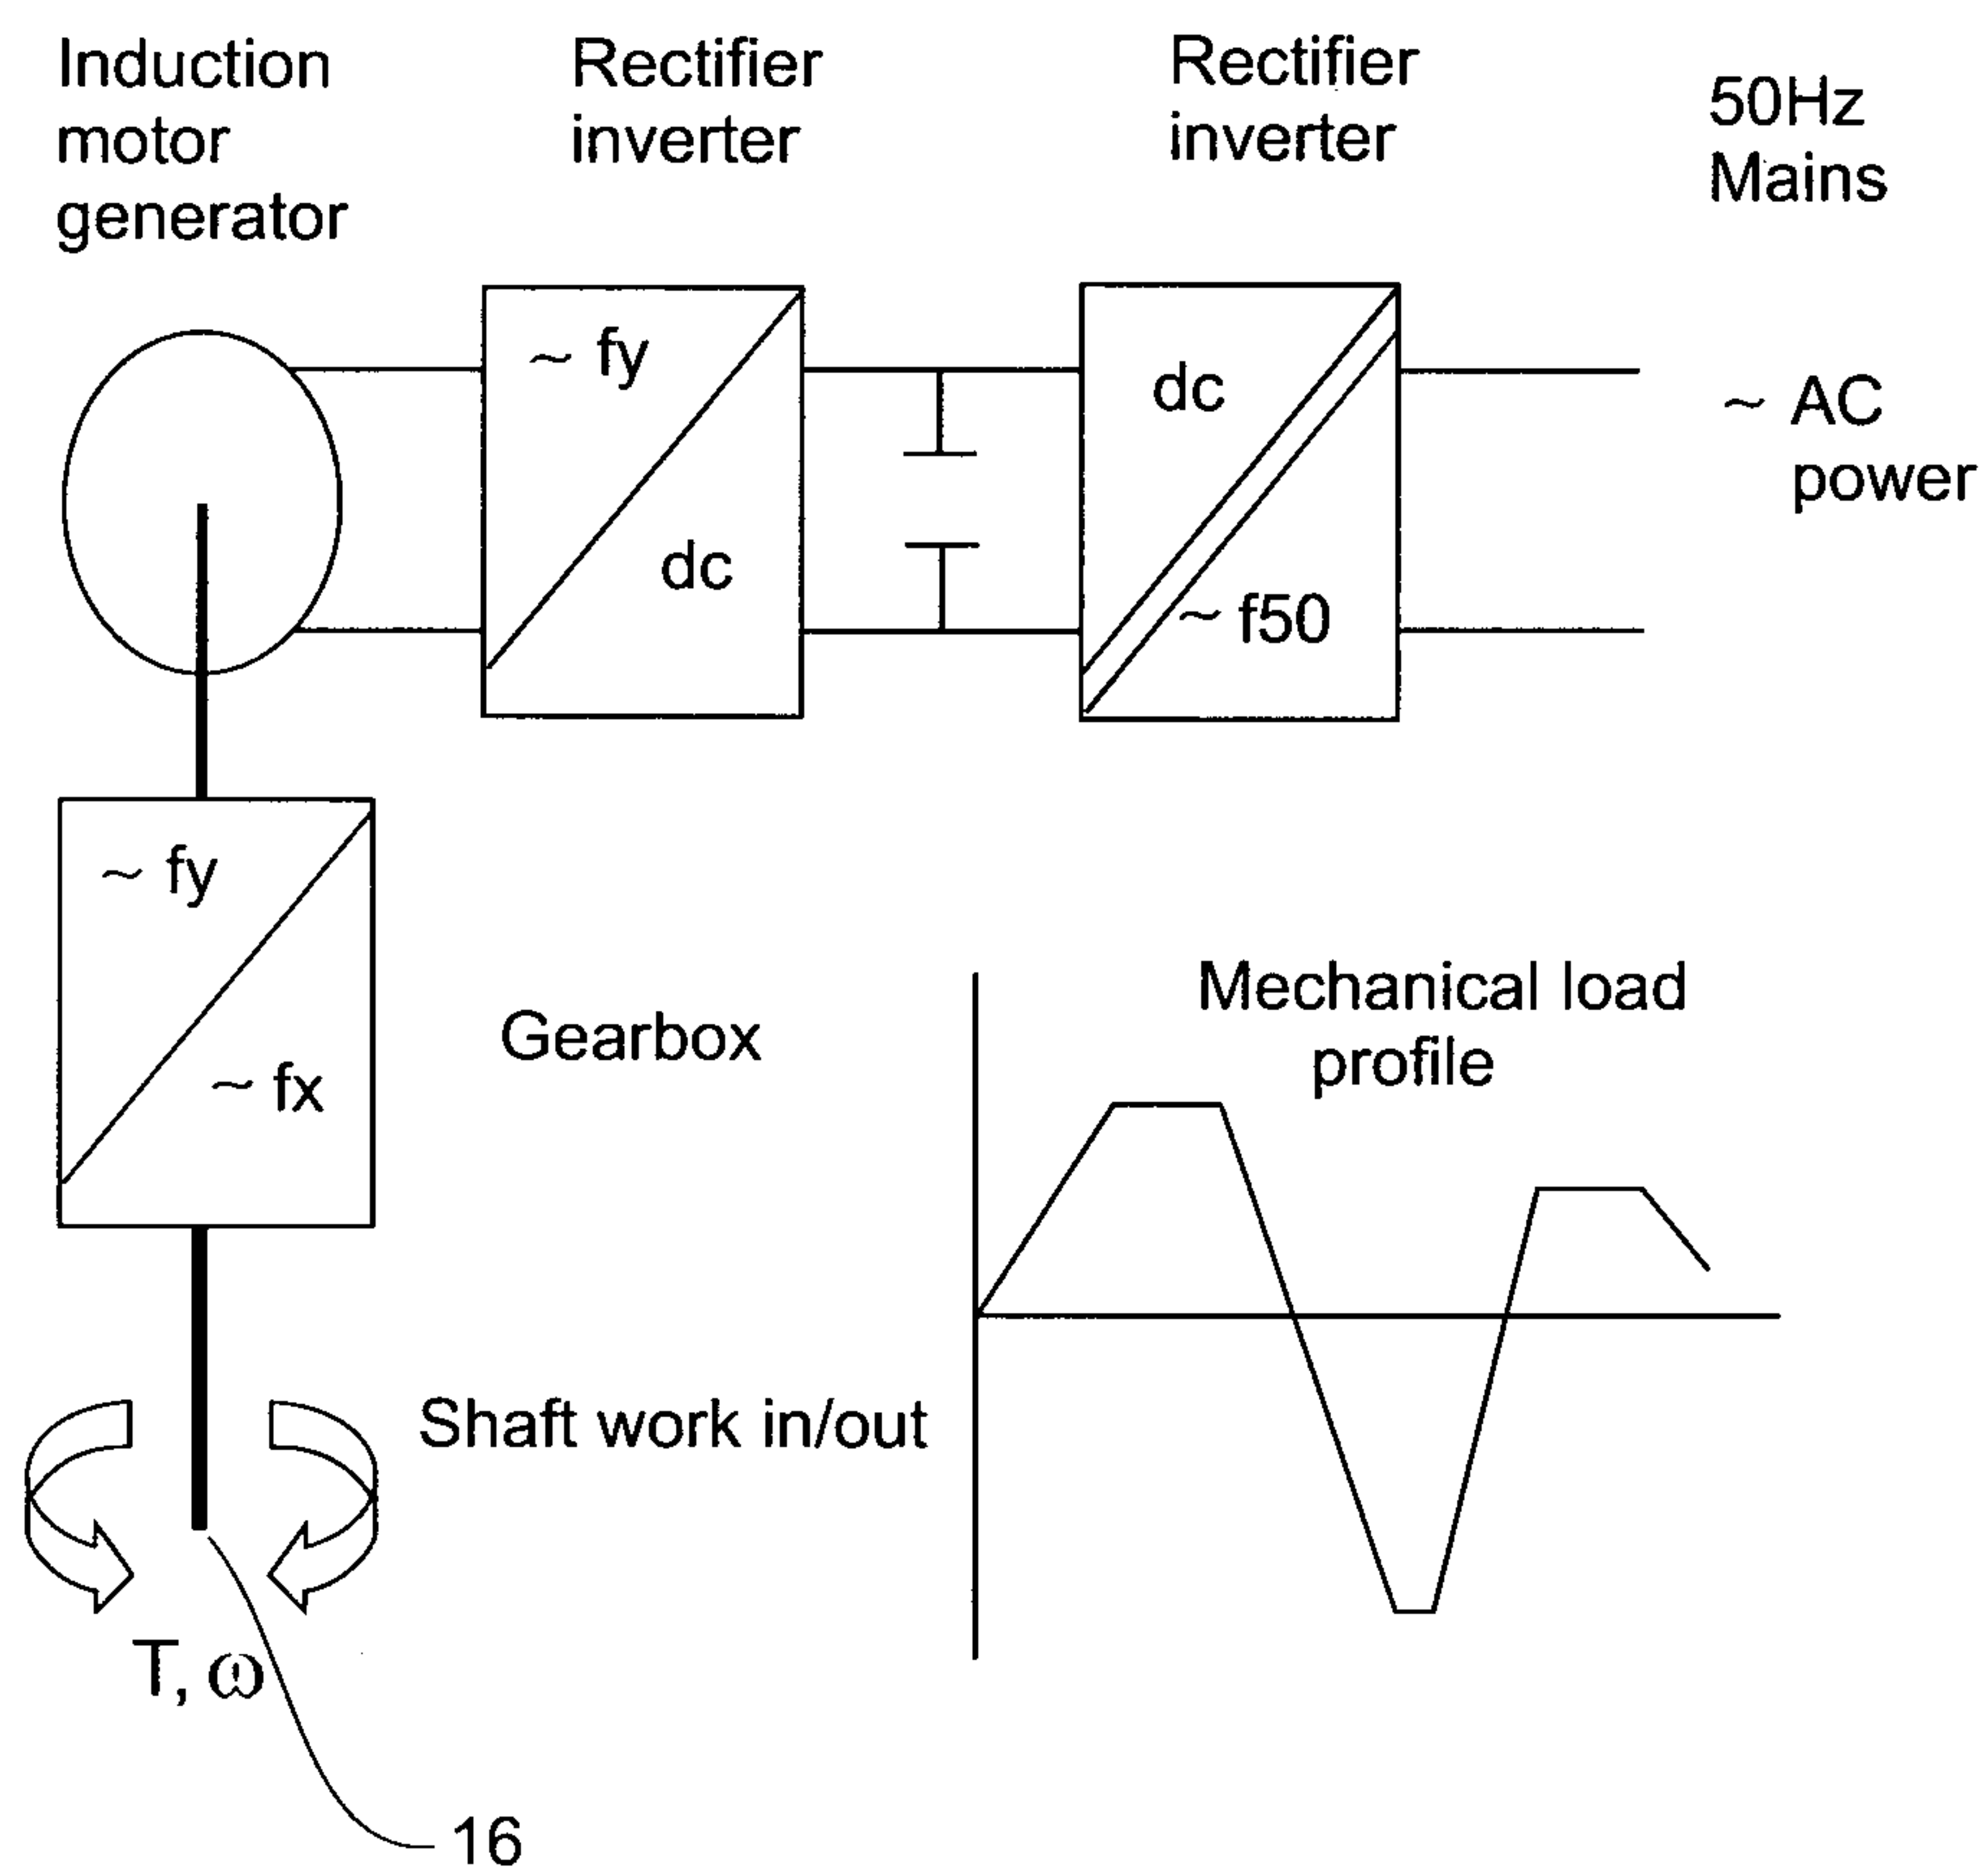 Induction
motor
generator
Rectifier
inverter
Rectifier
inverter
50Hz
Mains
~ fy
dc
dc
~ f50
~ AC
power
~ fy
~ fx
Gearbox
Mechanical load
profile
Shaft work in/out
T, ω
16